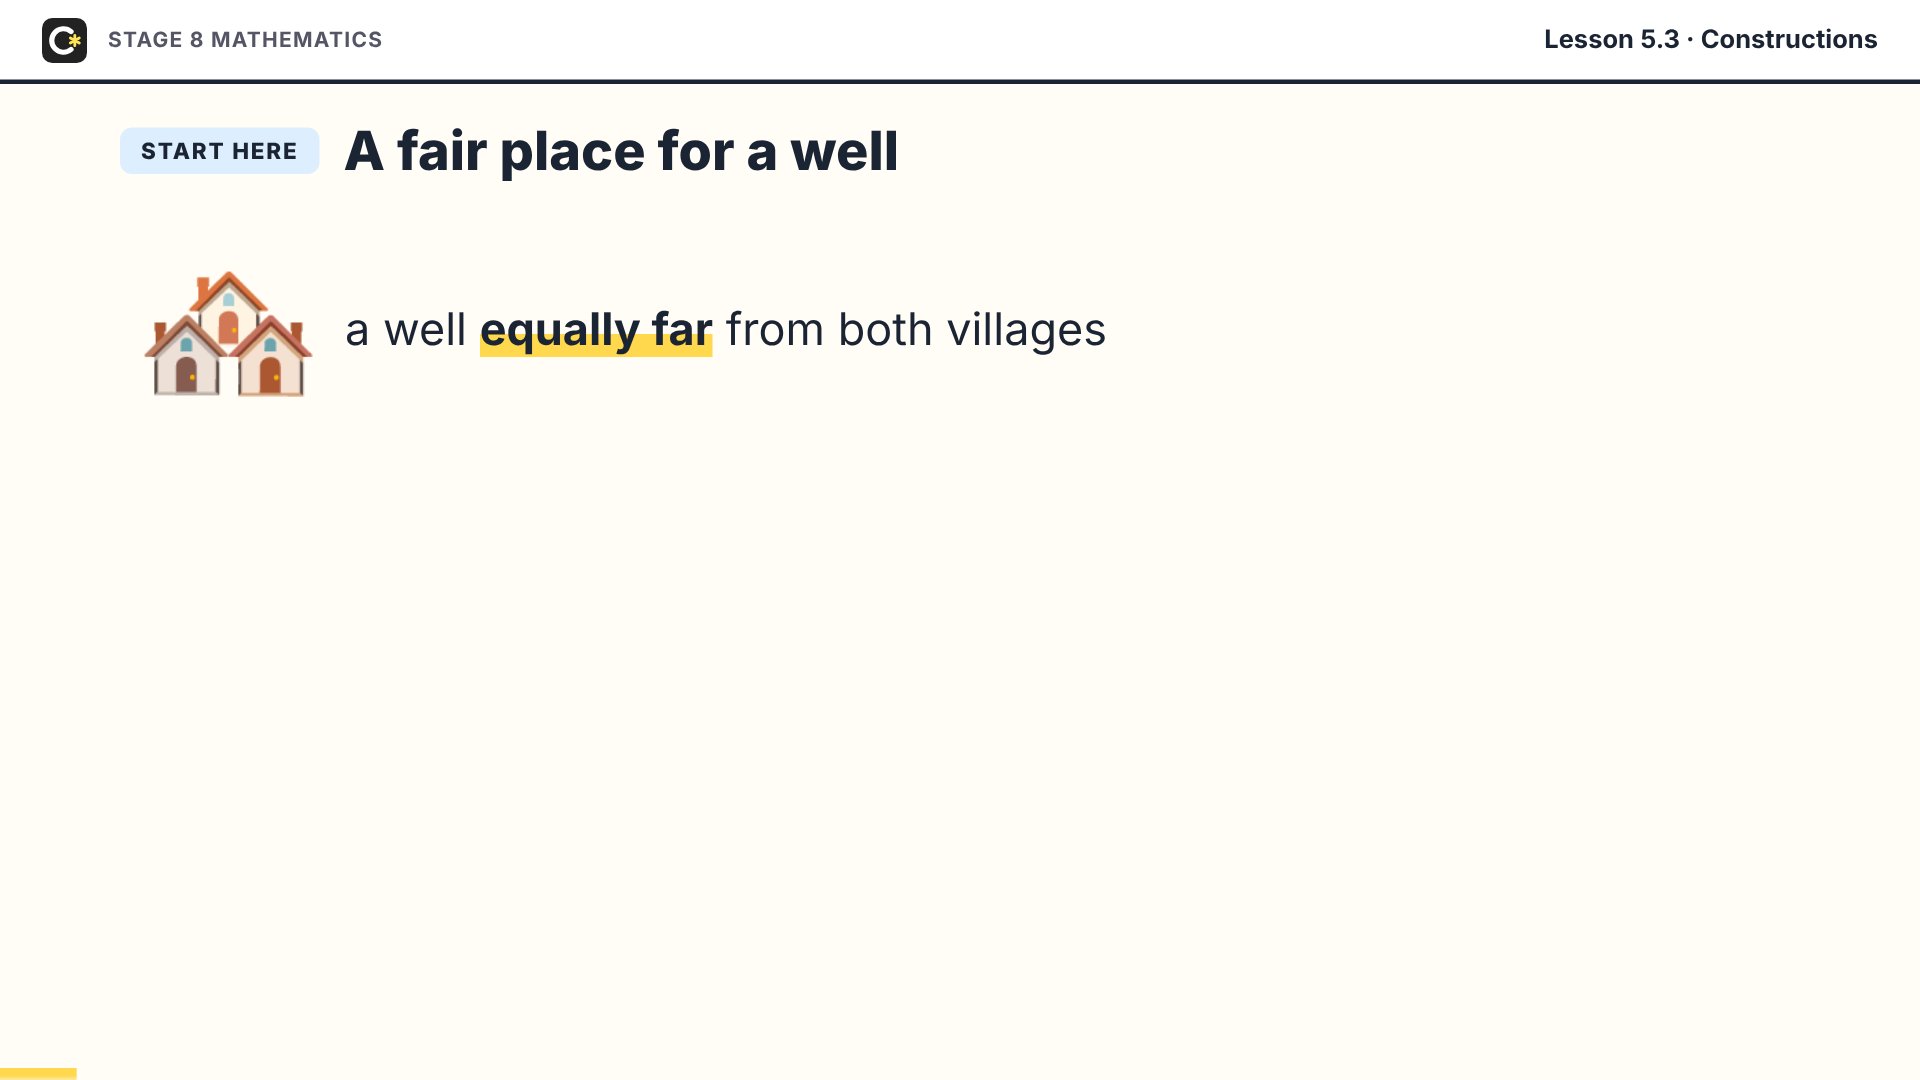 STAGE 8 MATHEMATICS
Lesson 5.3 · Constructions
START HERE
A fair place for a well
a well equally far from both villages